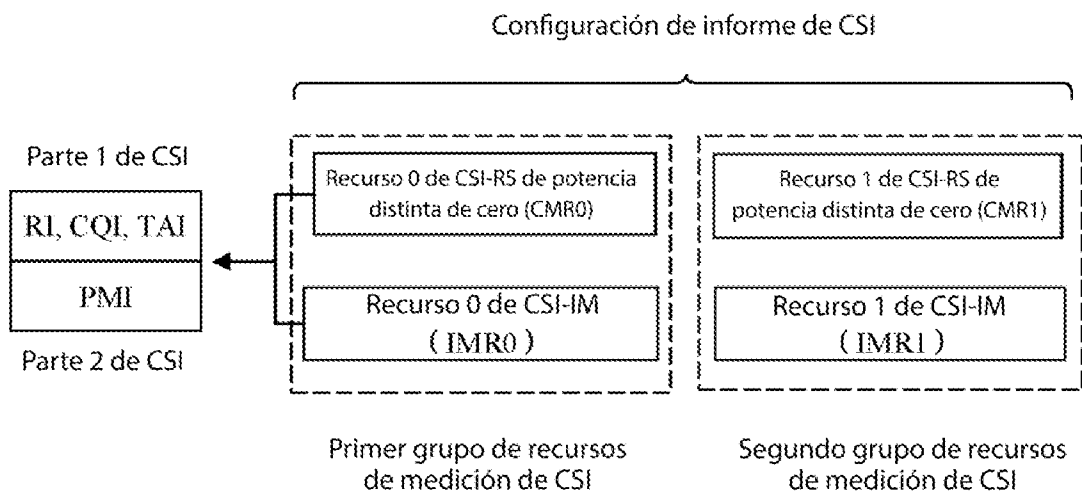 Configuración de informe de CSI
Parte 1 de CSI
RI, CQI, TAI
PMI
Parte 2 de CSI
Recurso 0 de CSI-RS de potencia
distinta de cero (CMR0)
Recurso 0 de CSI-IM
( IMR0 )
Recurso 1 de CSI-RS de
potencia distinta de cero (CMR1)
Recurso 1 de CSI-IM
( IMR1 )
Primer grupo de recursos
de medición de CSI
Segundo grupo de recursos
de medición de CSI